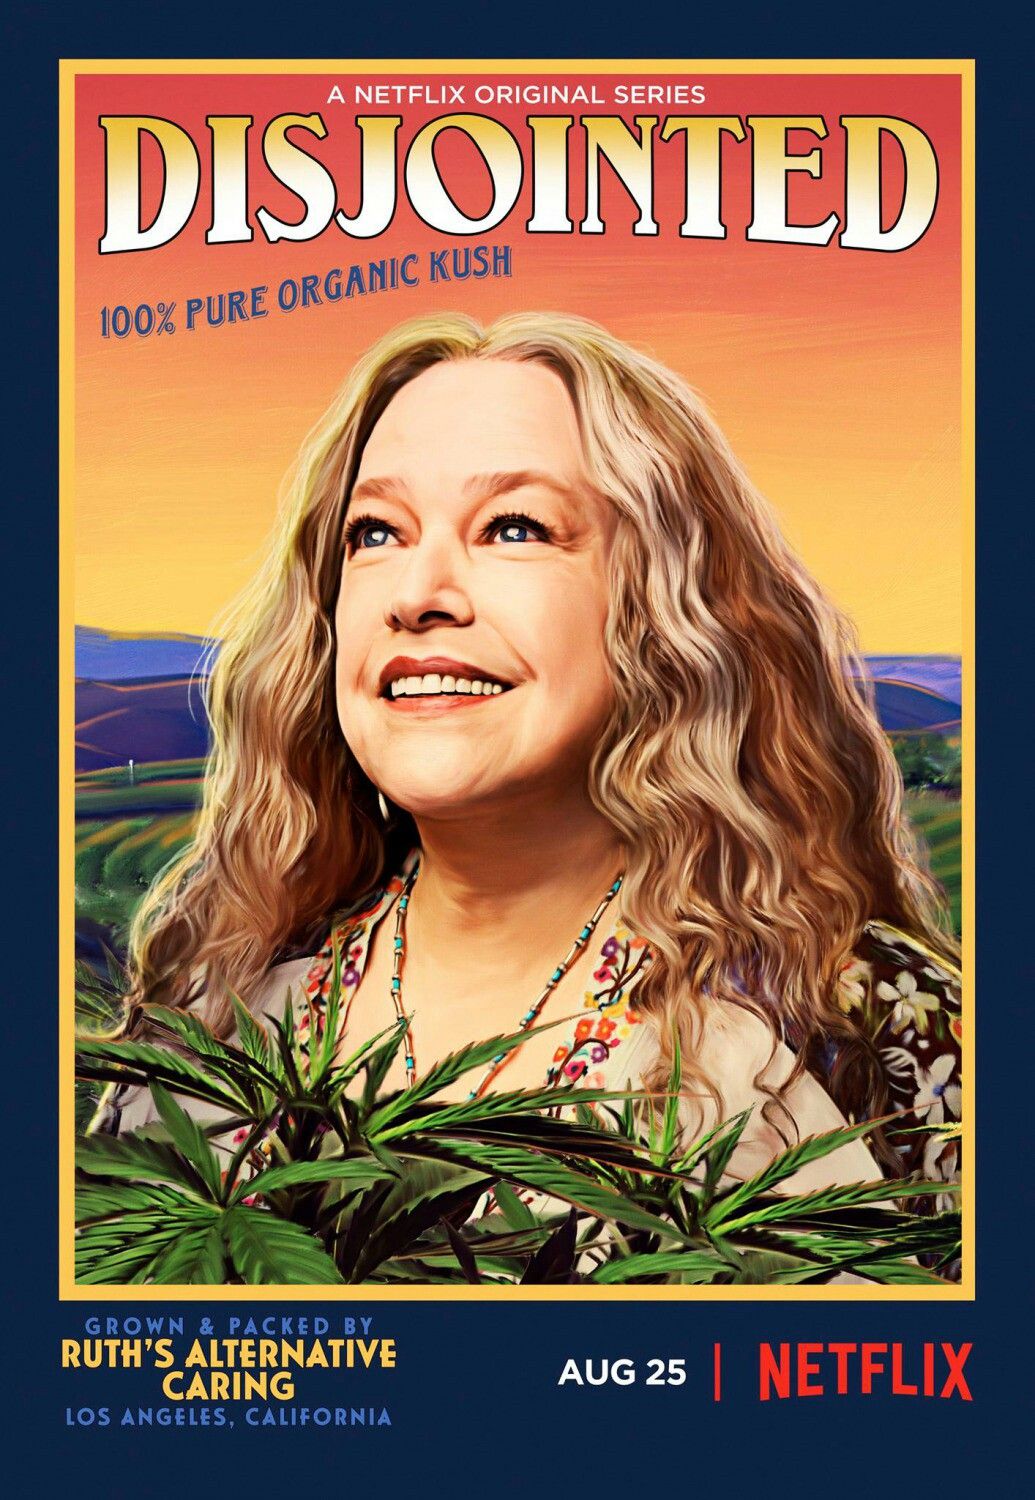 A NETFLIX ORIGINAL SERIES
DISJOINTED
100% PURE ORGANIC KUSH
GROWN & PACKED BY
RUTH'S ALTERNATIVE
CARING
LOS ANGELES, CALIFORNIA
AUG 25 | NETFLIX